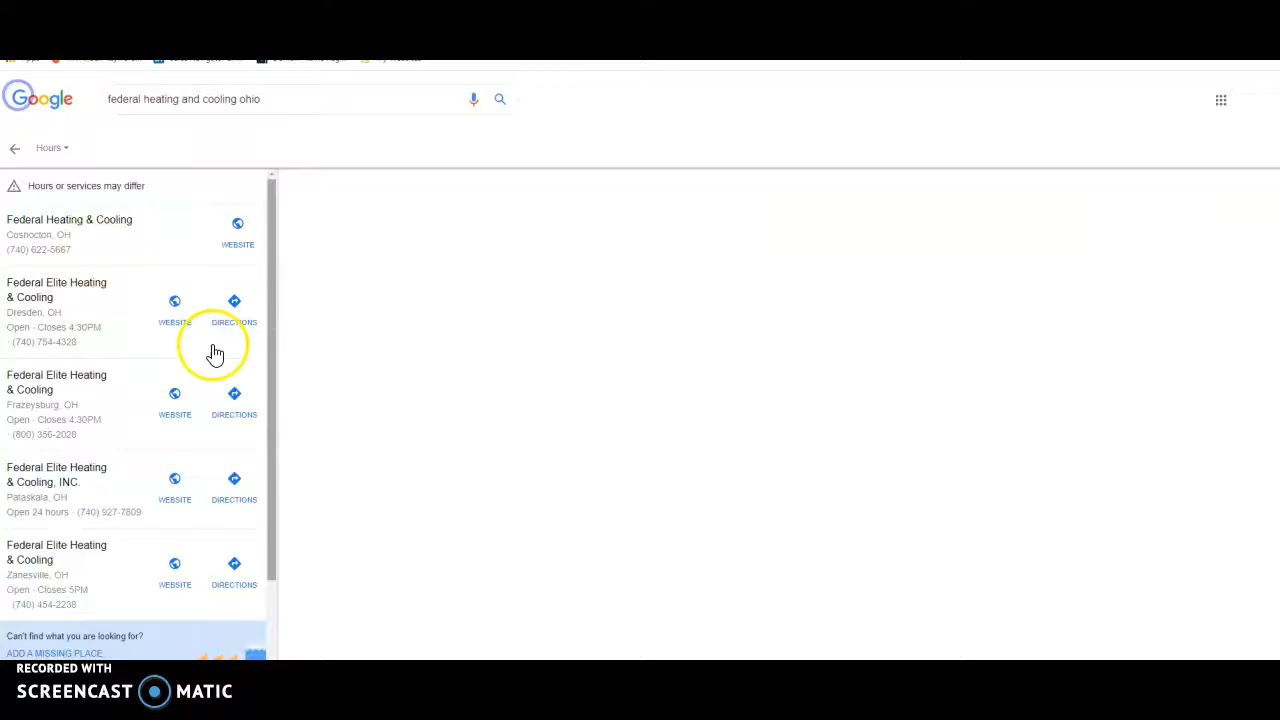 Google
federal heating and cooling ohio
Hours
Hours or services may differ
Federal Heating & Cooling
Cosnocton, OH
(740) 622-5667
WEBSITE
Federal Elite Heating
& Cooling
Dresden, OH
Open · Closes 4:30PM
· (740) 754-4328
WEBSITE
DIRECTIONS
Federal Elite Heating
& Cooling
Frazeysburg, OH
Open · Closes 4:30PM
· (800) 356-2028
WEBSITE
DIRECTIONS
Federal Elite Heating
& Cooling, INC.
Pataskala, OH
Open 24 hours · (740) 927-7809
WEBSITE
DIRECTIONS
Federal Elite Heating
& Cooling
Zanesville, OH
Open · Closes 5PM
(740) 454-2238
WEBSITE
DIRECTIONS
Can't find what you are looking for?
ADD A MISSING PLACE
RECORDED WITH
SCREENCAST MATIC